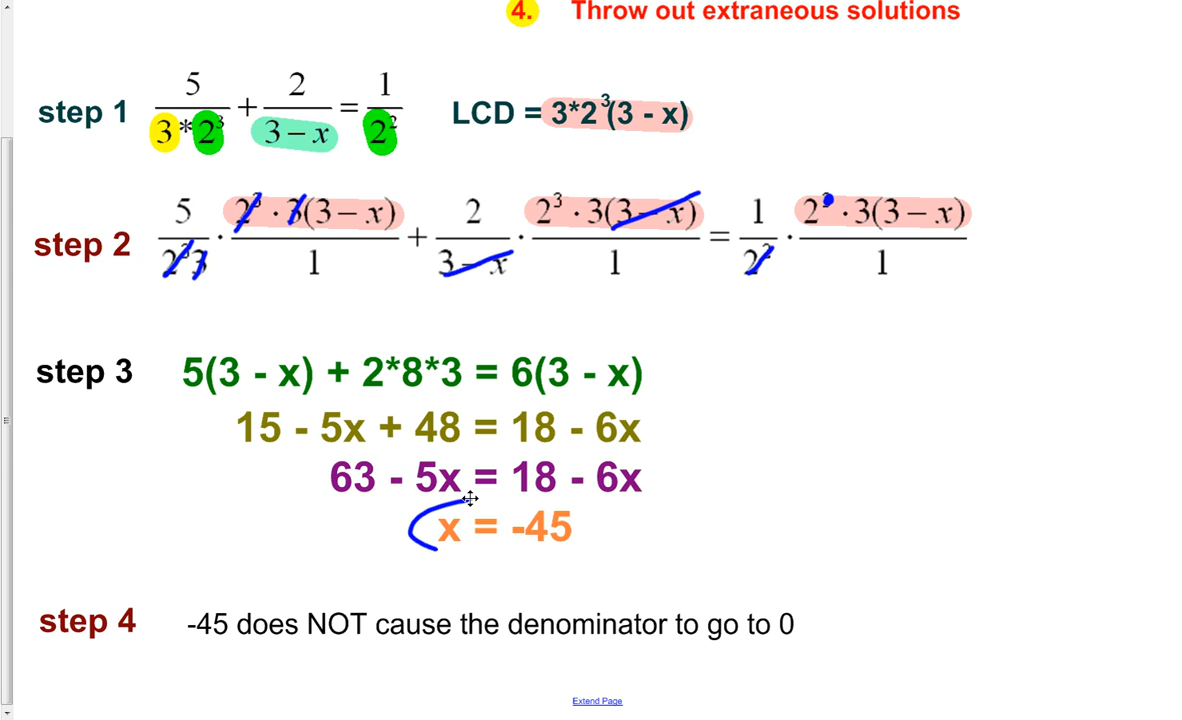 4. Throw out extraneous solutions
step 1 5/(3*2³) + 2/(3 − x) = 1/2² LCD = 3*2³(3 - x)
step 2 5/(2³3) · (2³ · 3(3 − x))/1 + 2/(3 − x) · (2³ · 3(3 − x))/1 = 1/2² · (2³ · 3(3 − x))/1
step 3 5(3 - x) + 2*8*3 = 6(3 - x)
15 - 5x + 48 = 18 - 6x
63 - 5x = 18 - 6x
x = -45
step 4 -45 does NOT cause the denominator to go to 0
Extend Page